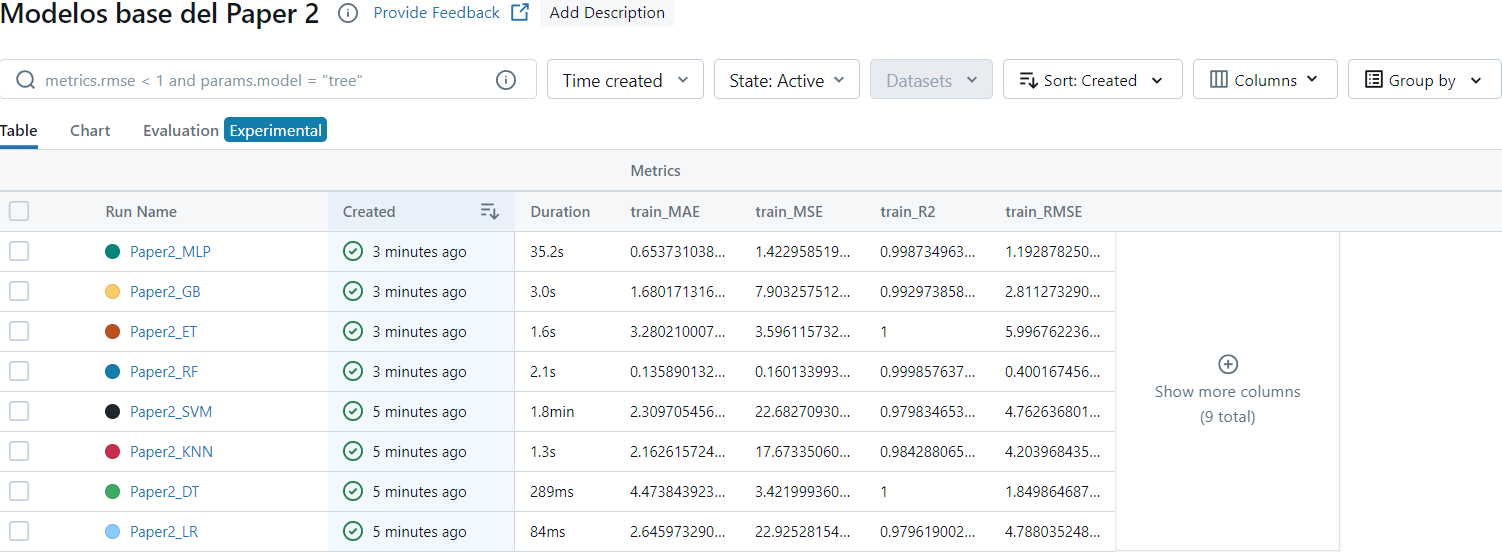 Modelos base del Paper 2 Provide Feedback Add Description
metrics.rmse < 1 and params.model = "tree" Time created State: Active Datasets Sort: Created Columns Group by
Table Chart Evaluation Experimental
Metrics
Run Name Created Duration train_MAE train_MSE train_R2 train_RMSE
Paper2_MLP 3 minutes ago 35.2s 0.653731038... 1.422958519... 0.998734963... 1.192878250...
Paper2_GB 3 minutes ago 3.0s 1.680171316... 7.903257512... 0.992973858... 2.811273290...
Paper2_ET 3 minutes ago 1.6s 3.280210007... 3.596115732... 1 5.996762236...
Paper2_RF 3 minutes ago 2.1s 0.135890132... 0.160133993... 0.999857637... 0.400167456...
Paper2_SVM 5 minutes ago 1.8min 2.309705456... 22.68270930... 0.979834653... 4.762636801...
Paper2_KNN 5 minutes ago 1.3s 2.162615724... 17.67335060... 0.984288065... 4.203968435...
Paper2_DT 5 minutes ago 289ms 4.473843923... 3.421999360... 1 1.849864687...
Paper2_LR 5 minutes ago 84ms 2.645973290... 22.92528154... 0.979619002... 4.788035248...
Show more columns
(9 total)